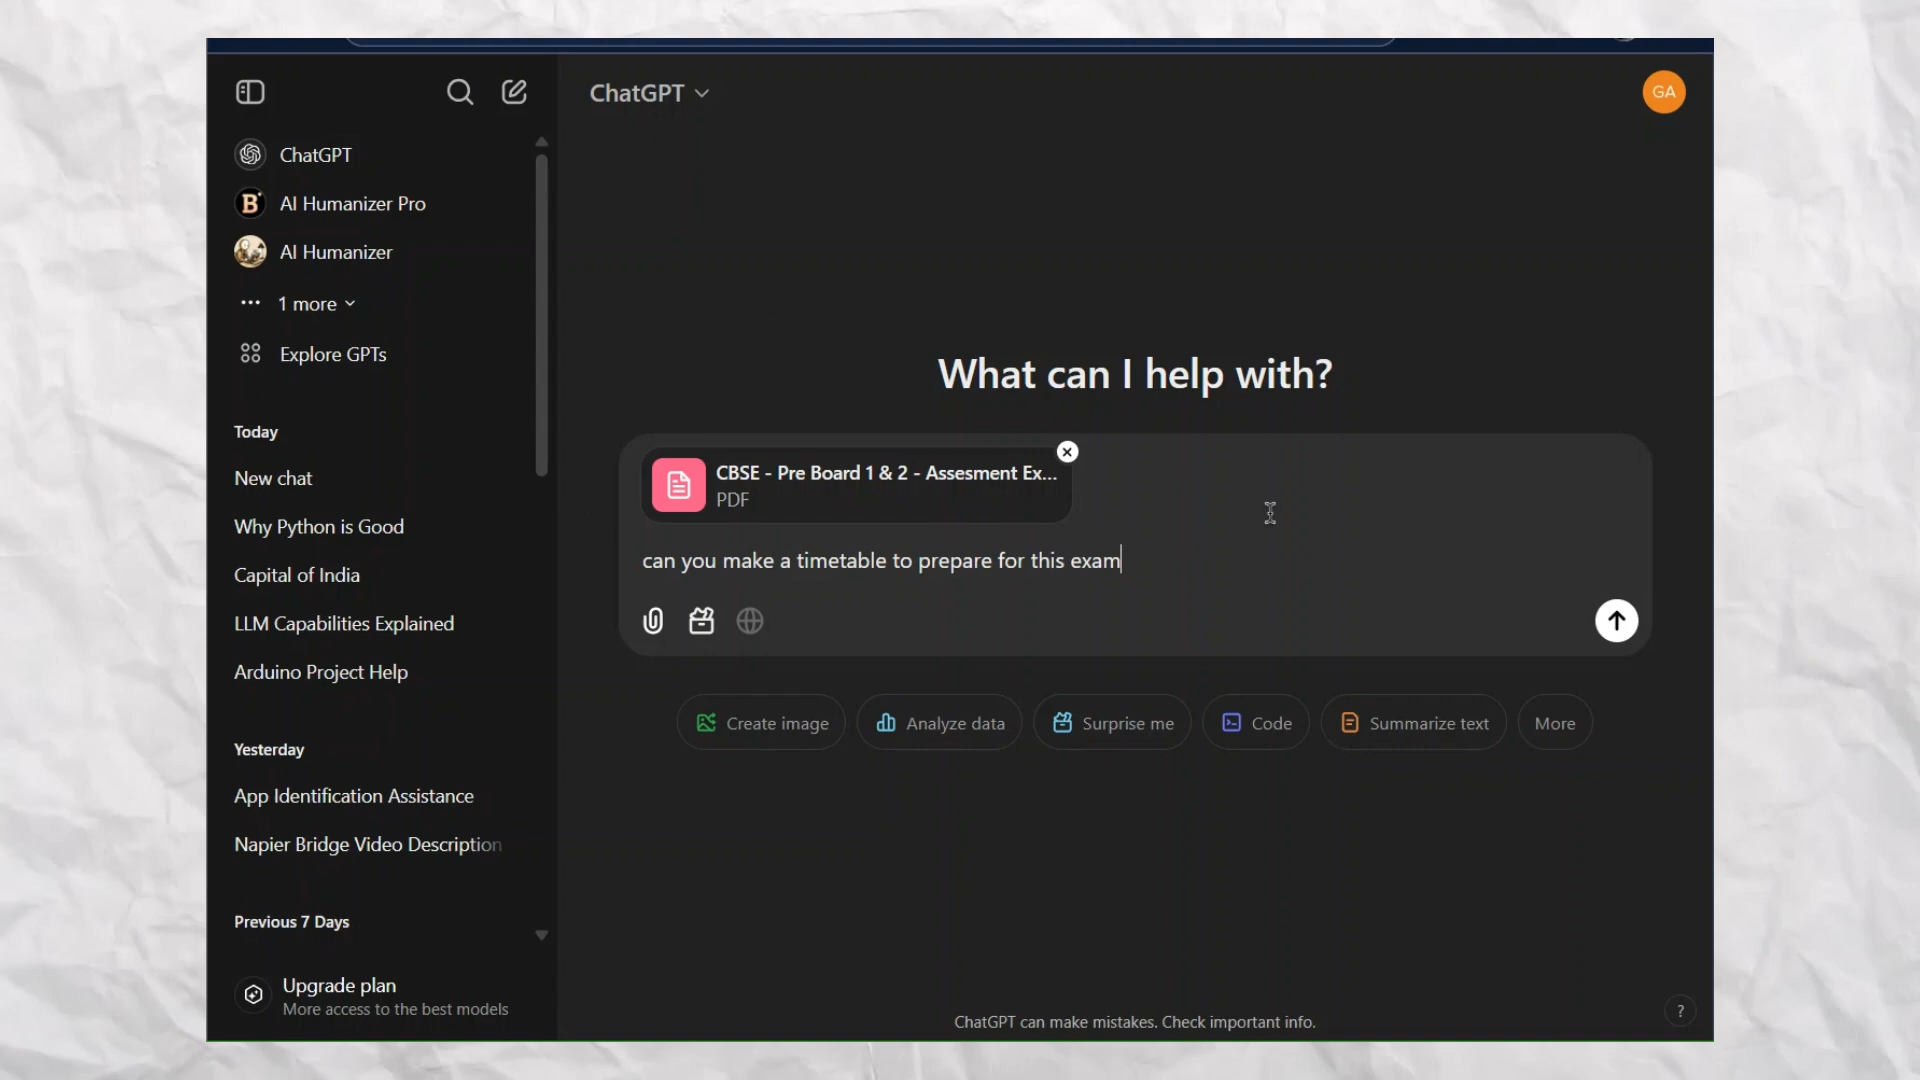 ChatGPT
GA
ChatGPT
B
AI Humanizer Pro
AI Humanizer
1 more
Explore GPTs
Today
New chat
Why Python is Good
Capital of India
LLM Capabilities Explained
Arduino Project Help
Yesterday
App Identification Assistance
Napier Bridge Video Description
Previous 7 Days
Upgrade plan
More access to the best models
What can I help with?
CBSE - Pre Board 1 & 2 - Assesment Ex...
PDF
can you make a timetable to prepare for this exam
Create image
Analyze data
Surprise me
Code
Summarize text
More
ChatGPT can make mistakes. Check important info.
?